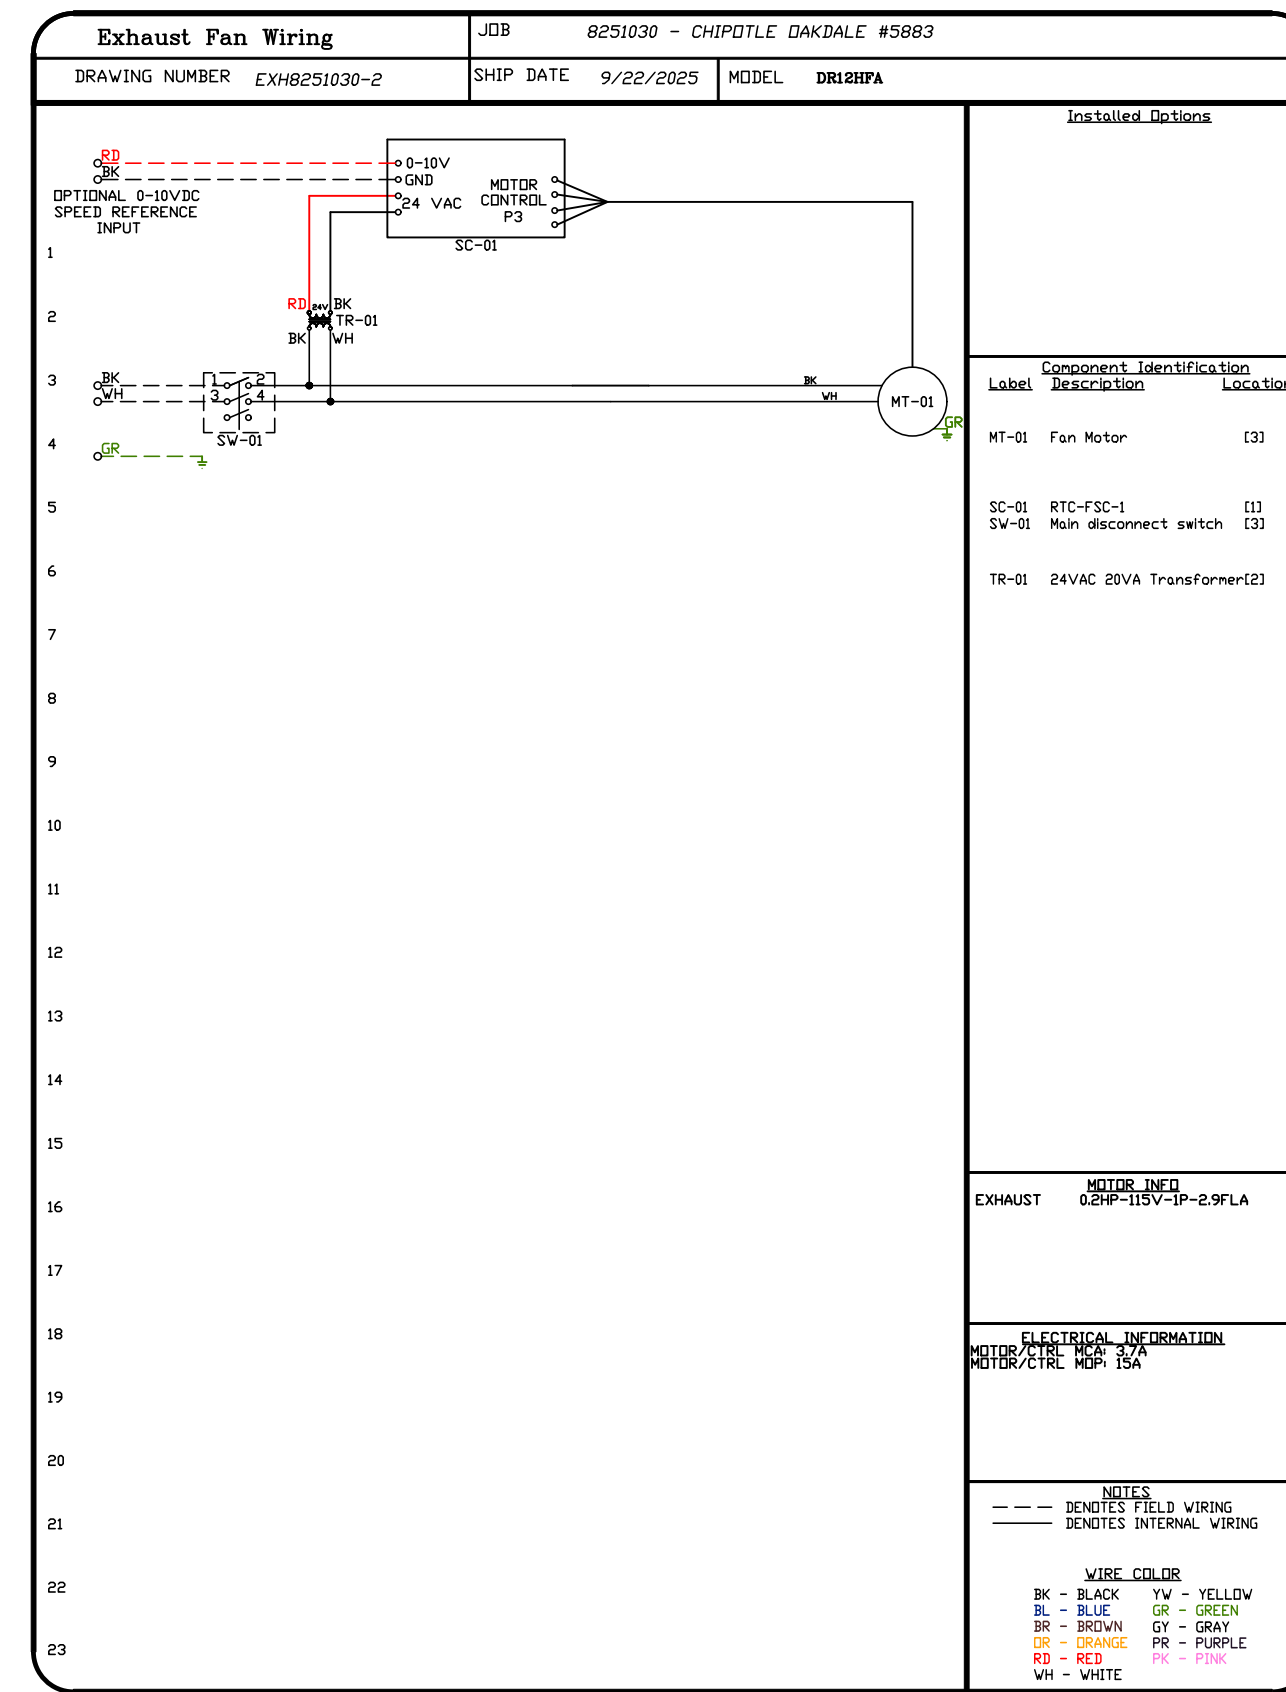 Exhaust Fan Wiring
JOB 8251030 - CHIPOTLE OAKDALE #5883
DRAWING NUMBER EXH8251030-2
SHIP DATE 9/22/2025
MODEL DR12HFA
RD
BK
OPTIONAL 0-10VDC
SPEED REFERENCE
INPUT
0-10V
GND
24 VAC
MOTOR
CONTROL
P3
SC-01
RD 24V BK
TR-01
BK WH
BK
WH
1 2
3 4
SW-01
GR
BK
WH
MT-01
GR
1
2
3
4
5
6
7
8
9
10
11
12
13
14
15
16
17
18
19
20
21
22
23
Installed Options
Component Identification
Label Description Location
MT-01 Fan Motor [3]
SC-01 RTC-FSC-1 [1]
SW-01 Main disconnect switch [3]
TR-01 24VAC 20VA Transformer[2]
MOTOR INFO
EXHAUST 0.2HP-115V-1P-2.9FLA
ELECTRICAL INFORMATION
MOTOR/CTRL MCA: 3.7A
MOTOR/CTRL MOP: 15A
NOTES
DENOTES FIELD WIRING
DENOTES INTERNAL WIRING
WIRE COLOR
BK - BLACK YW - YELLOW
BL - BLUE GR - GREEN
BR - BROWN GY - GRAY
OR - ORANGE PR - PURPLE
RD - RED PK - PINK
WH - WHITE